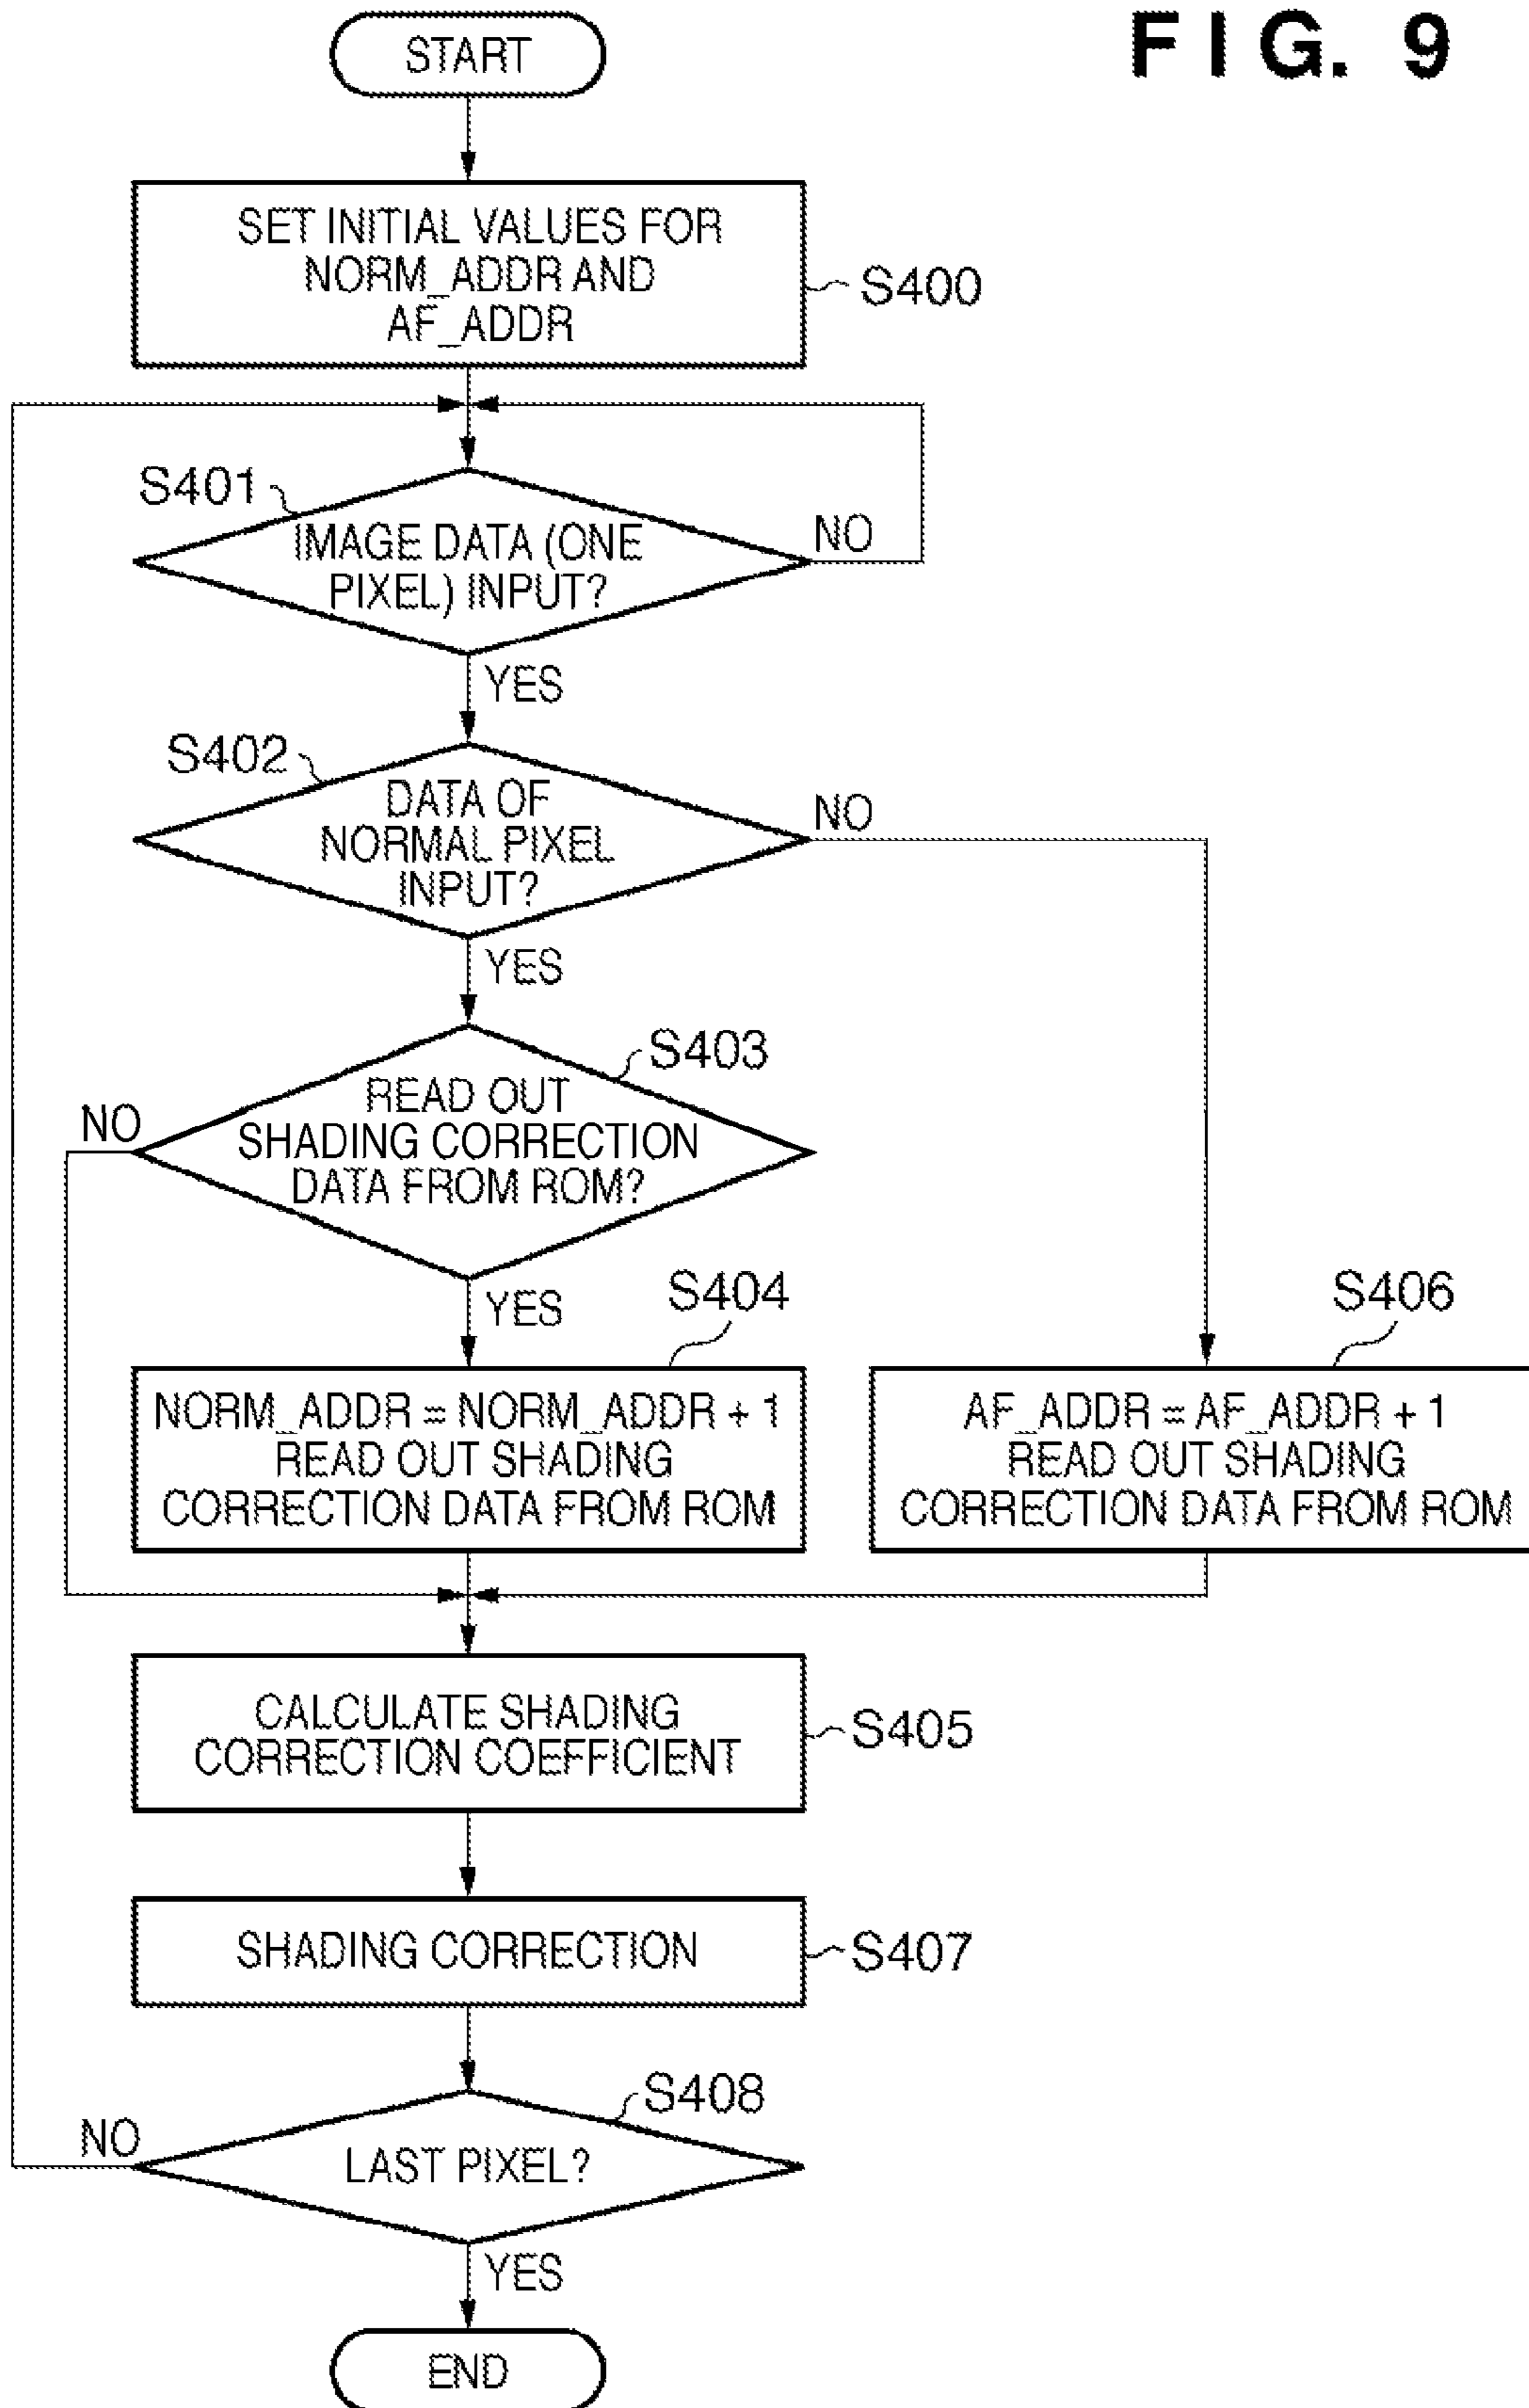 FIG. 9
START
SET INITIAL VALUES FOR
NORM_ADDR AND
AF_ADDR
S400
S401
IMAGE DATA (ONE
PIXEL) INPUT?
NO
YES
S402
DATA OF
NORMAL PIXEL
INPUT?
NO
YES
S403
READ OUT
SHADING CORRECTION
DATA FROM ROM?
NO
YES
S404
NORM_ADDR = NORM_ADDR + 1
READ OUT SHADING
CORRECTION DATA FROM ROM
S406
AF_ADDR = AF_ADDR + 1
READ OUT SHADING
CORRECTION DATA FROM ROM
CALCULATE SHADING
CORRECTION COEFFICIENT
S405
SHADING CORRECTION
S407
S408
LAST PIXEL?
NO
YES
END